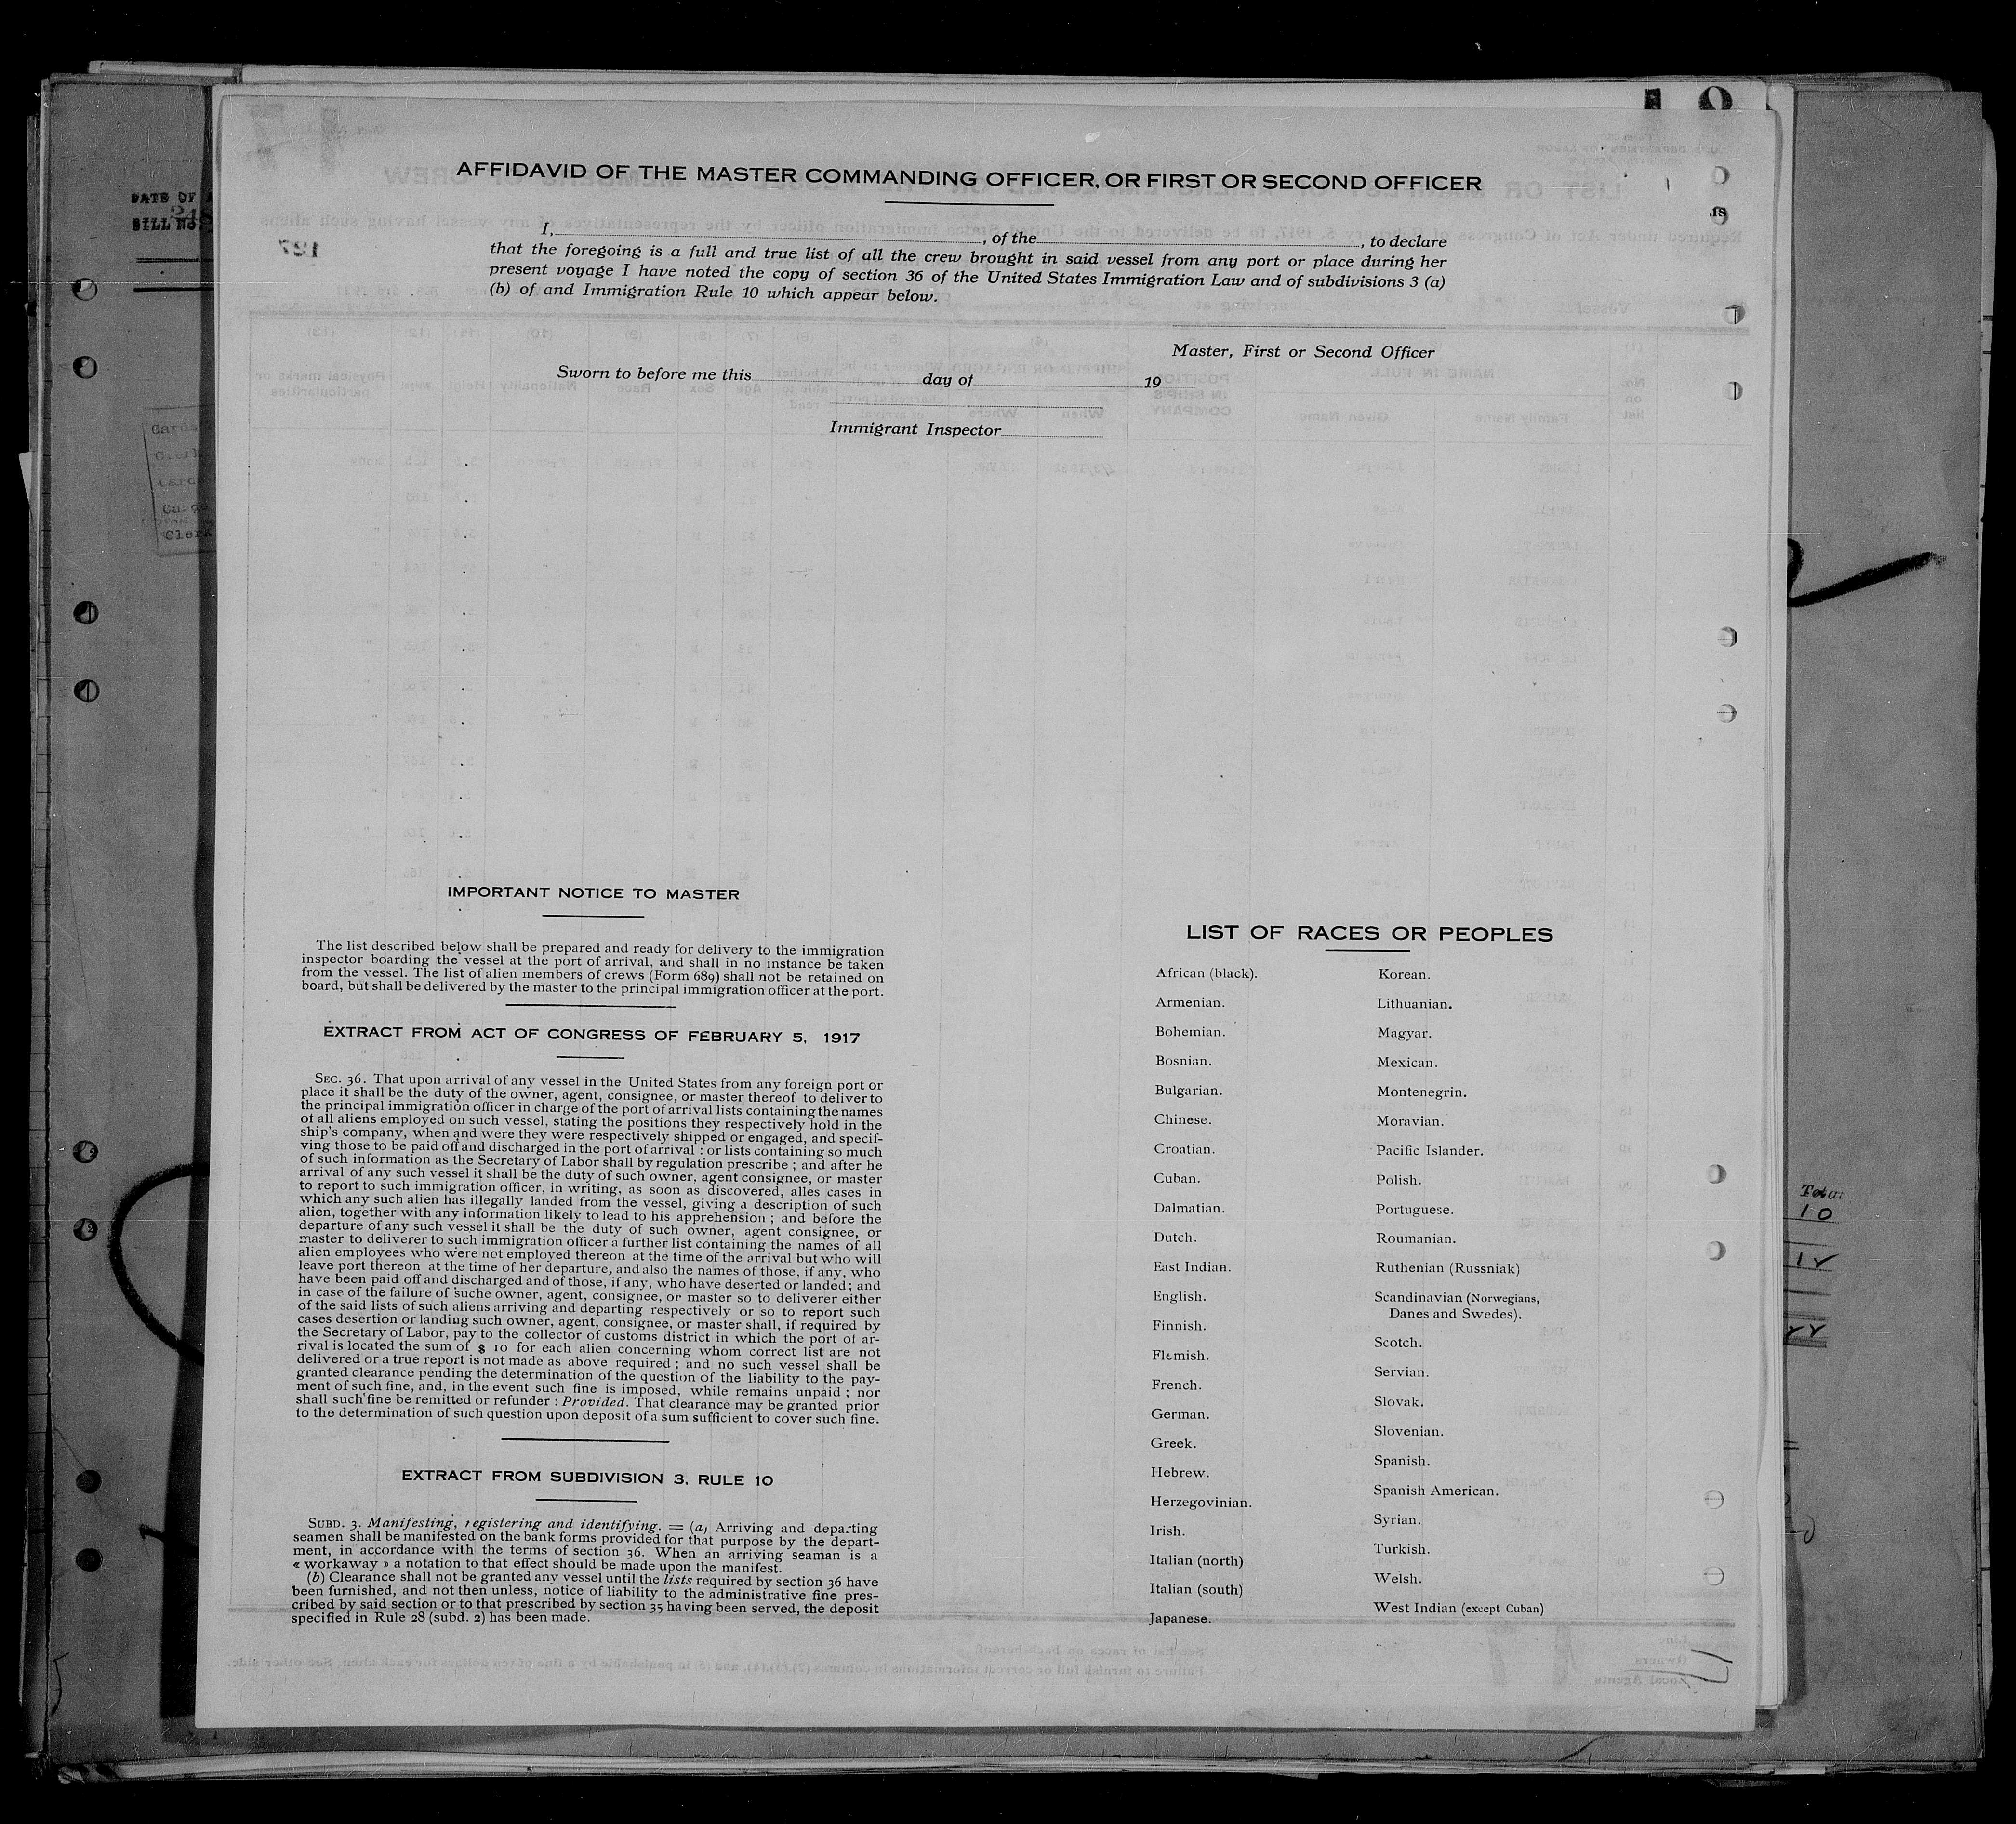 AFFIDAVID OF THE MASTER COMMANDING OFFICER, OR FIRST OR SECOND OFFICER
I, , of the , to declare
that the foregoing is a full and true list of all the crew brought in said vessel from any port or place during her
present voyage I have noted the copy of section 36 of the United States Immigration Law and of subdivisions 3 (a)
(b) of and Immigration Rule 10 which appear below.
Master, First or Second Officer
Sworn to before me this day of 19
Immigrant Inspector
IMPORTANT NOTICE TO MASTER
The list described below shall be prepared and ready for delivery to the immigration
inspector boarding the vessel at the port of arrival, and shall in no instance be taken
from the vessel. The list of alien members of crews (Form 689) shall not be retained on
board, but shall be delivered by the master to the principal immigration officer at the port.
EXTRACT FROM ACT OF CONGRESS OF FEBRUARY 5, 1917
SEC. 36. That upon arrival of any vessel in the United States from any foreign port or
place it shall be the duty of the owner, agent, consignee, or master thereof to deliver to
the principal immigration officer in charge of the port of arrival lists containing the names
of all aliens employed on such vessel, stating the positions they respectively hold in the
ship's company, when and were they were respectively shipped or engaged, and specif-
ving those to be paid off and discharged in the port of arrival : or lists containing so much
of such information as the Secretary of Labor shall by regulation prescribe ; and after he
arrival of any such vessel it shall be the duty of such owner, agent consignee, or master
to report to such immigration officer, in writing, as soon as discovered, alles cases in
which any such alien has illegally landed from the vessel, giving a description of such
alien, together with any information likely to lead to his apprehension ; and before the
departure of any such vessel it shall be the duty of such owner, agent consignee, or
master to deliverer to such immigration officer a further list containing the names of all
alien employees who were not employed thereon at the time of the arrival but who will
leave port thereon at the time of her departure, and also the names of those, if any, who
have been paid off and discharged and of those, if any, who have deserted or landed ; and
in case of the failure of suche owner, agent, consignee, or master so to deliverer either
of the said lists of such aliens arriving and departing respectively or so to report such
cases desertion or landing such owner, agent, consignee, or master shall, if required by
the Secretary of Labor, pay to the collector of customs district in which the port of ar-
rival is located the sum of $ 10 for each alien concerning whom correct list are not
delivered or a true report is not made as above required ; and no such vessel shall be
granted clearance pending the determination of the question of the liability to the pay-
ment of such fine, and, in the event such fine is imposed, while remains unpaid ; nor
shall such fine be remitted or refunder : Provided. That clearance may be granted prior
to the determination of such question upon deposit of a sum sufficient to cover such fine.
EXTRACT FROM SUBDIVISION 3, RULE 10
SUBD. 3. Manifesting, registering and identifying. = (a) Arriving and departing
seamen shall be manifested on the bank forms provided for that purpose by the depart-
ment, in accordance with the terms of section 36. When an arriving seaman is a
« workaway » a notation to that effect should be made upon the manifest.
(b) Clearance shall not be granted any vessel until the lists required by section 36 have
been furnished, and not then unless, notice of liability to the administrative fine pres-
cribed by said section or to that prescribed by section 35 having been served, the deposit
specified in Rule 28 (subd. 2) has been made.
LIST OF RACES OR PEOPLES
African (black).
Armenian.
Bohemian.
Bosnian.
Bulgarian.
Chinese.
Croatian.
Cuban.
Dalmatian.
Dutch.
East Indian.
English.
Finnish.
Flemish.
French.
German.
Greek.
Hebrew.
Herzegovinian.
Irish.
Italian (north)
Italian (south)
Japanese.
Korean.
Lithuanian.
Magyar.
Mexican.
Montenegrin.
Moravian.
Pacific Islander.
Polish.
Portuguese.
Roumanian.
Ruthenian (Russniak)
Scandinavian (Norwegians,
Danes and Swedes).
Scotch.
Servian.
Slovak.
Slovenian.
Spanish.
Spanish American.
Syrian.
Turkish.
Welsh.
West Indian (except Cuban)
DATE OF
BILL NO.
Clerk
10